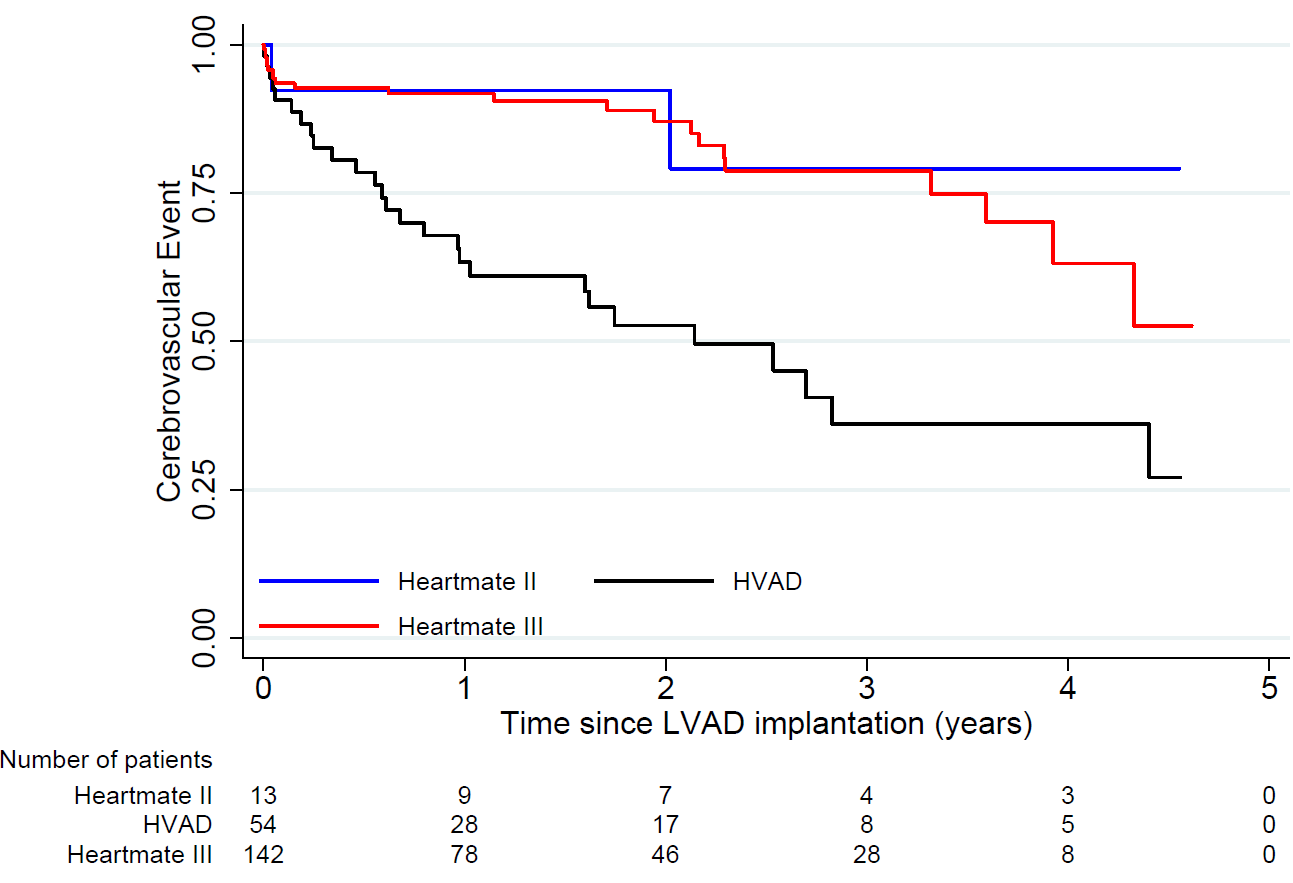 1.00
0.75
0.50
0.25
0.00
Cerebrovascular Event
Heartmate II
HVAD
Heartmate III
0 1 2 3 4 5
Time since LVAD implantation (years)
Number of patients
Heartmate II 13 9 7 4 3 0
HVAD 54 28 17 8 5 0
Heartmate III 142 78 46 28 8 0